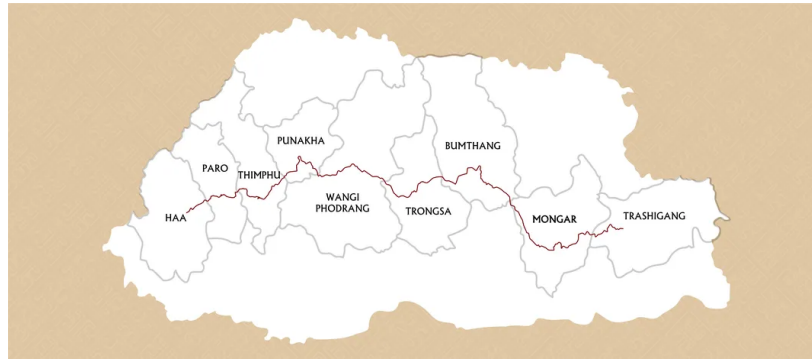 PUNAKHA
BUMTHANG
PARO
THIMPHU
WANGI
PHODRANG
TRONGSA
HAA
MONGAR
TRASHIGANG